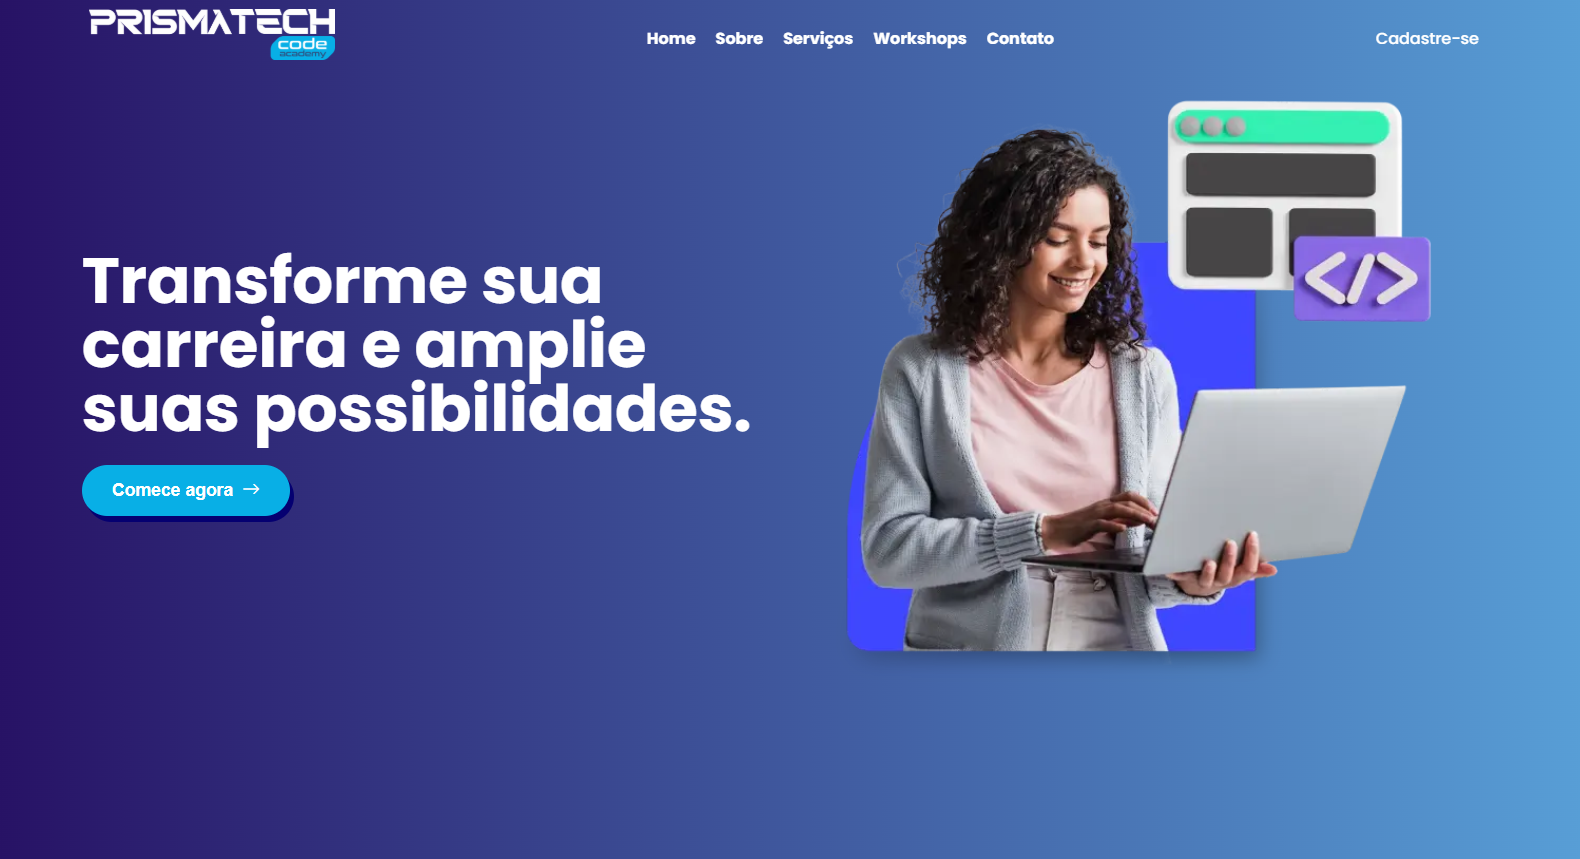 PRISMATECH
code
academy
Home Sobre Serviços Workshops Contato
Cadastre-se
Transforme sua
carreira e amplie
suas possibilidades.
Comece agora →
</>